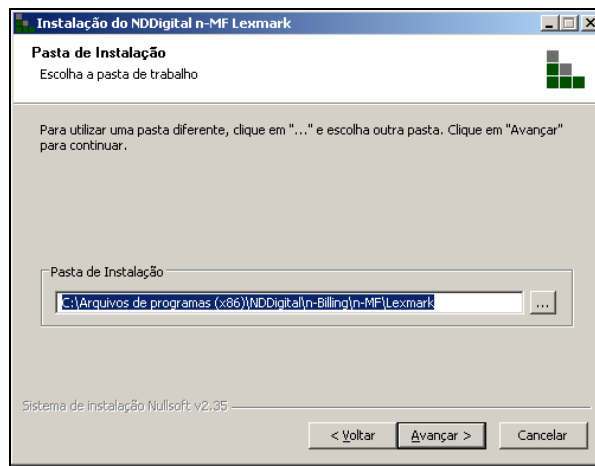 Instalação do NDDigital n-MF Lexmark
Pasta de Instalação
Escolha a pasta de trabalho
Para utilizar uma pasta diferente, clique em "..." e escolha outra pasta. Clique em "Avançar"
para continuar.
Pasta de Instalação
C:\Arquivos de programas (x86)\NDDigital\n-Billing\n-MF\Lexmark
...
Sistema de instalação Nullsoft v2.35
< Voltar
Avançar >
Cancelar